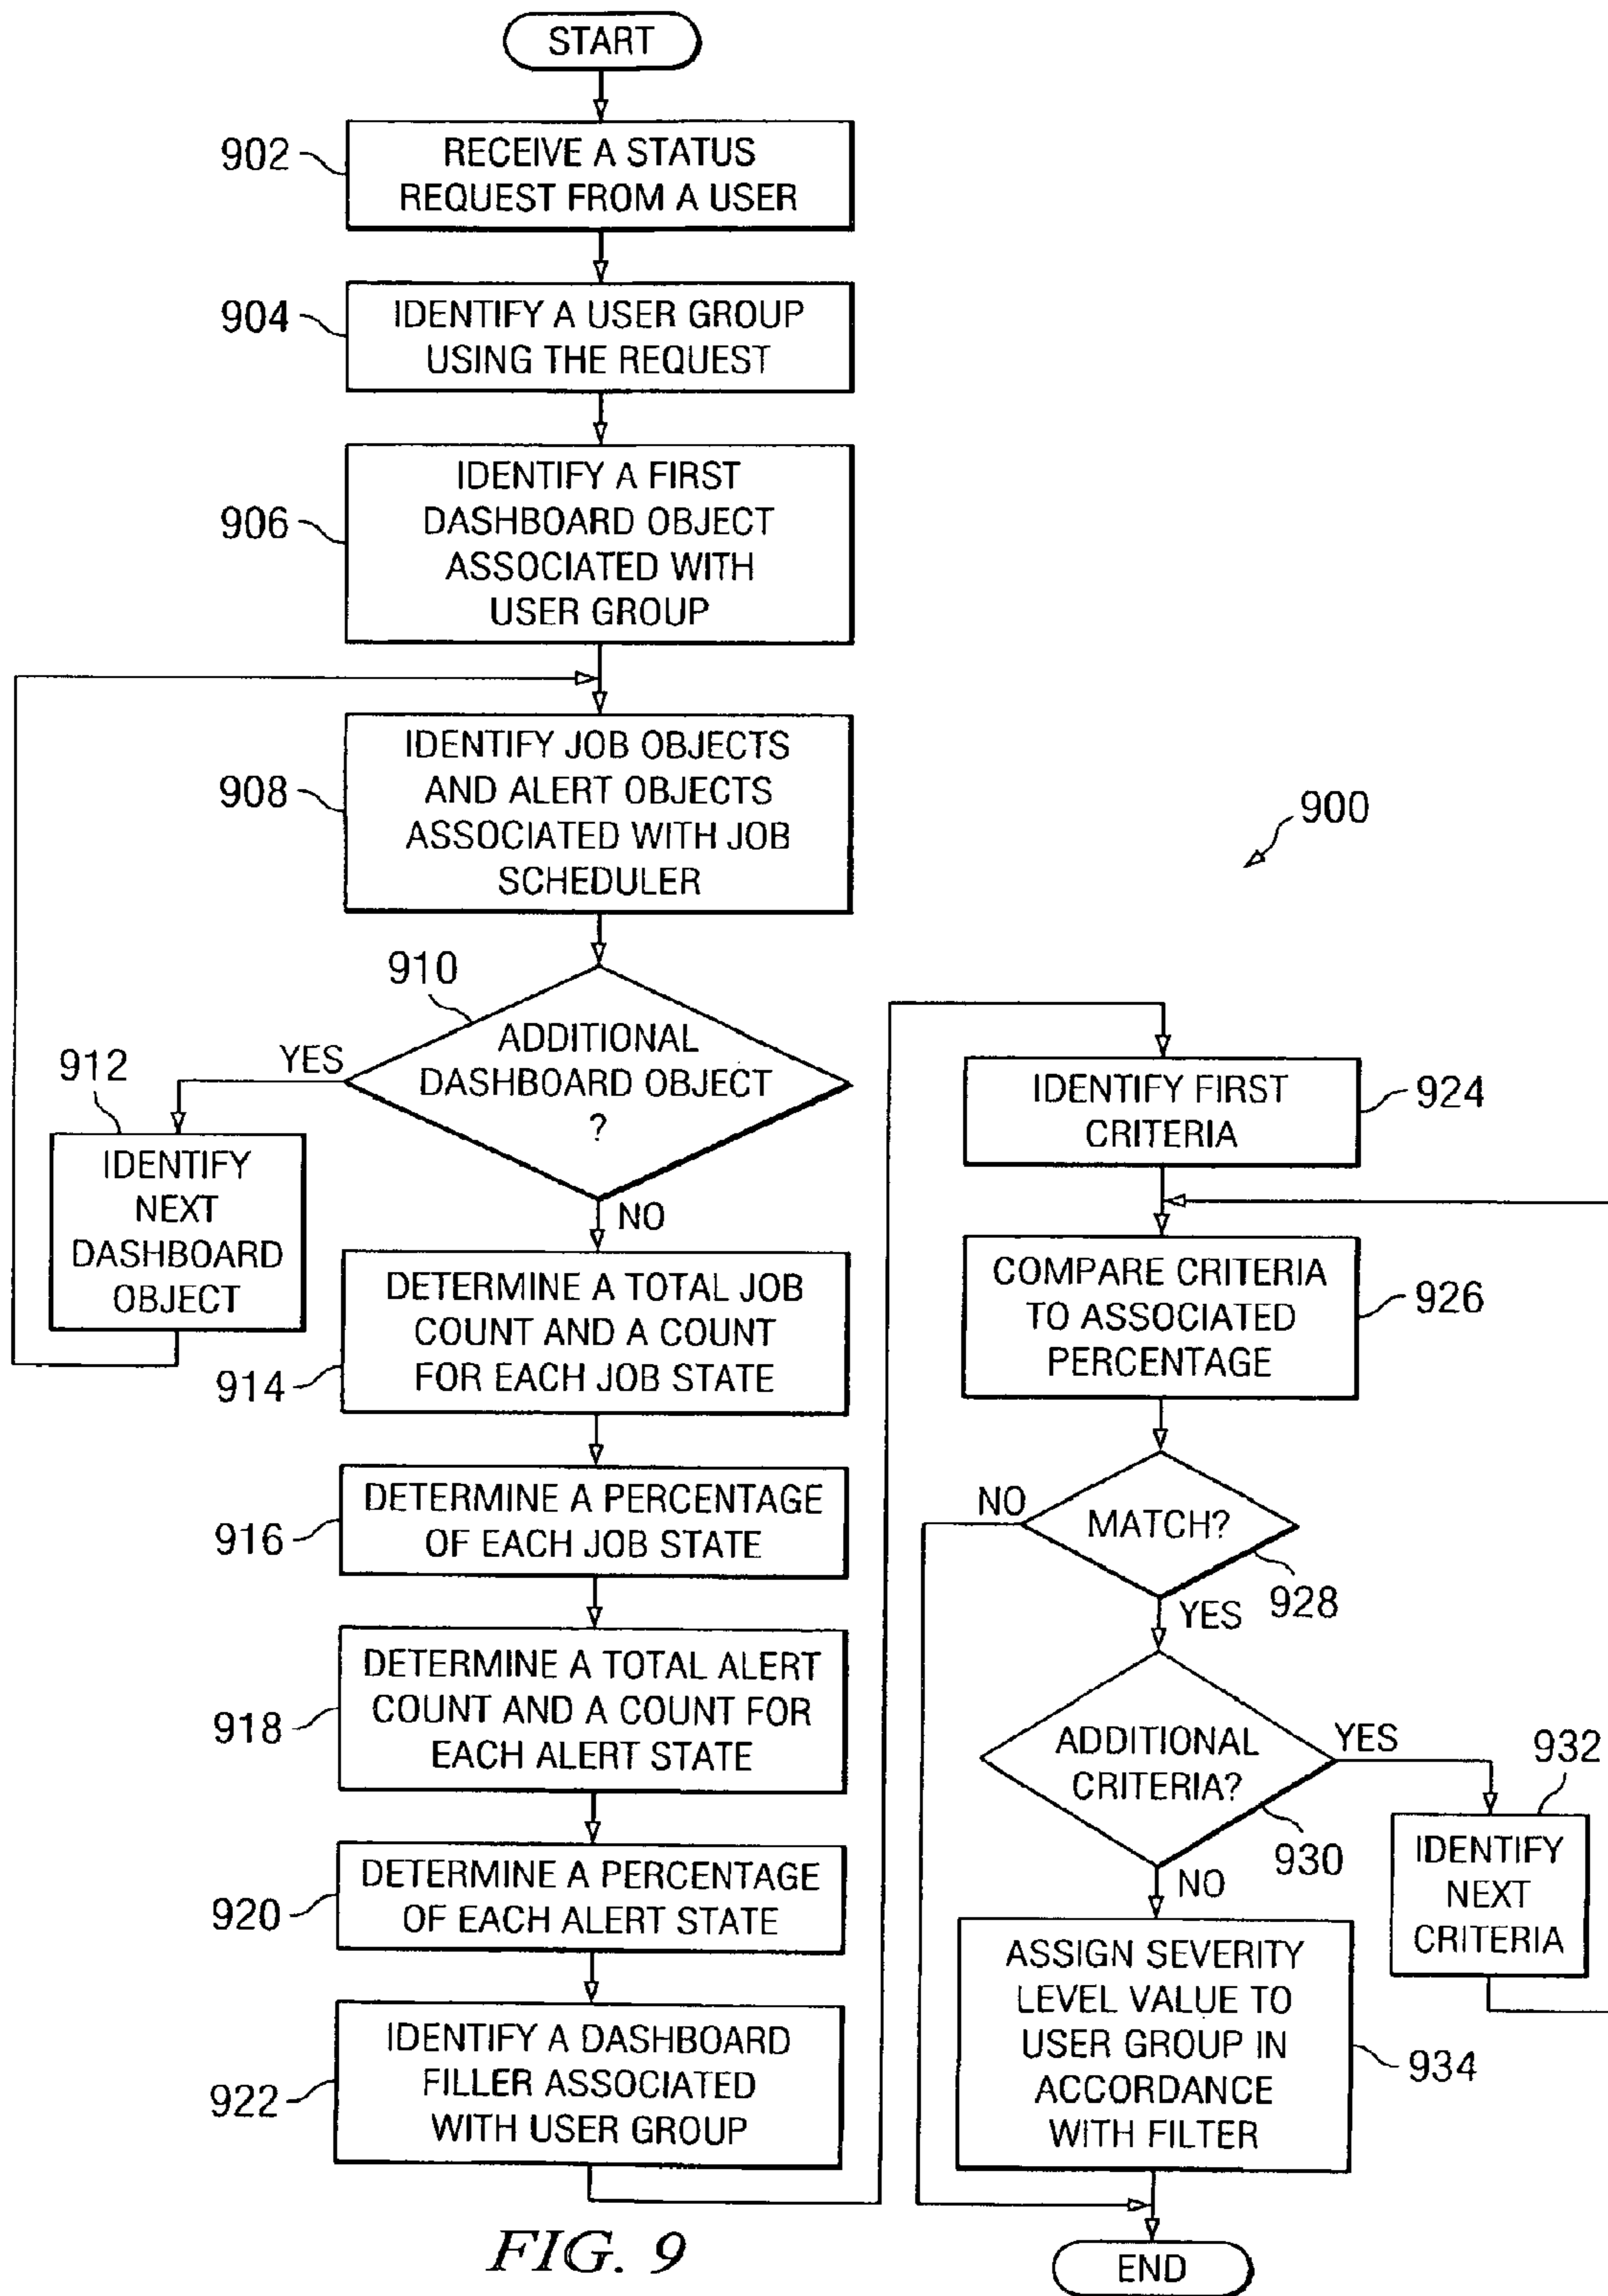 START
902
RECEIVE A STATUS
REQUEST FROM A USER
904
IDENTIFY A USER GROUP
USING THE REQUEST
906
IDENTIFY A FIRST
DASHBOARD OBJECT
ASSOCIATED WITH
USER GROUP
908
IDENTIFY JOB OBJECTS
AND ALERT OBJECTS
ASSOCIATED WITH JOB
SCHEDULER
910
ADDITIONAL
DASHBOARD OBJECT
?
YES
912
IDENTIFY
NEXT
DASHBOARD
OBJECT
NO
914
DETERMINE A TOTAL JOB
COUNT AND A COUNT
FOR EACH JOB STATE
916
DETERMINE A PERCENTAGE
OF EACH JOB STATE
918
DETERMINE A TOTAL ALERT
COUNT AND A COUNT FOR
EACH ALERT STATE
920
DETERMINE A PERCENTAGE
OF EACH ALERT STATE
922
IDENTIFY A DASHBOARD
FILLER ASSOCIATED
WITH USER GROUP
900
IDENTIFY FIRST
CRITERIA
924
COMPARE CRITERIA
TO ASSOCIATED
PERCENTAGE
926
NO
MATCH?
928
YES
ADDITIONAL
CRITERIA?
930
YES
932
IDENTIFY
NEXT
CRITERIA
NO
ASSIGN SEVERITY
LEVEL VALUE TO
USER GROUP IN
ACCORDANCE
WITH FILTER
934
END
FIG. 9